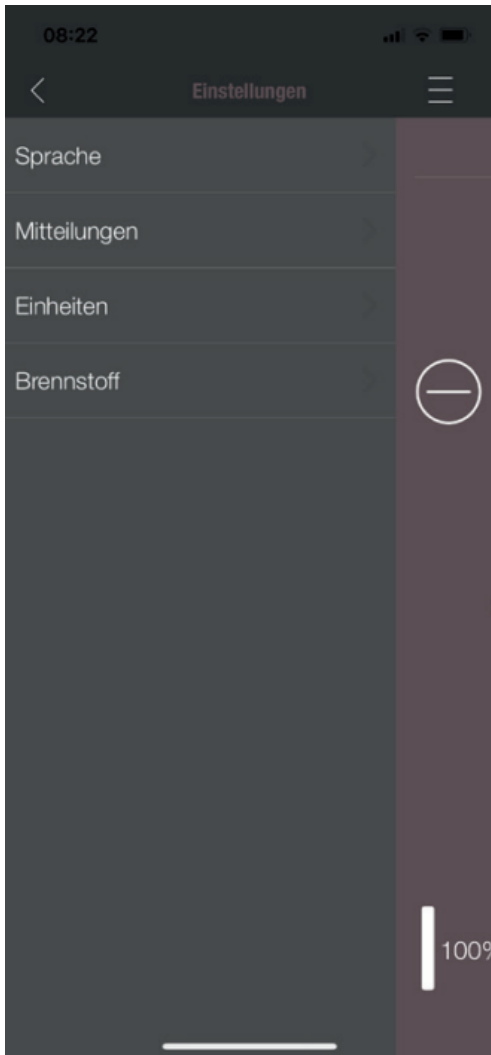 08:22
Einstellungen
Sprache
Mitteilungen
Einheiten
Brennstoff
100%